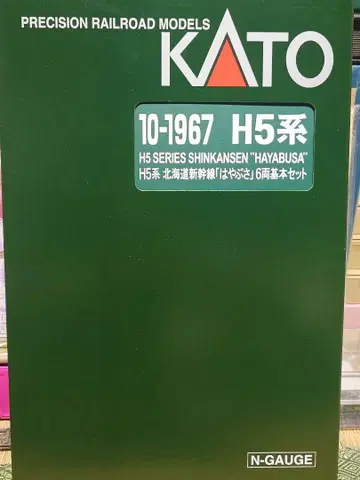 PRECISION RAILROAD MODELS
KATO
10-1967 H5系
H5 SERIES SHINKANSEN "HAYABUSA"
H5系 北海道新幹線「はやぶさ」6両基本セット
N-GAUGE